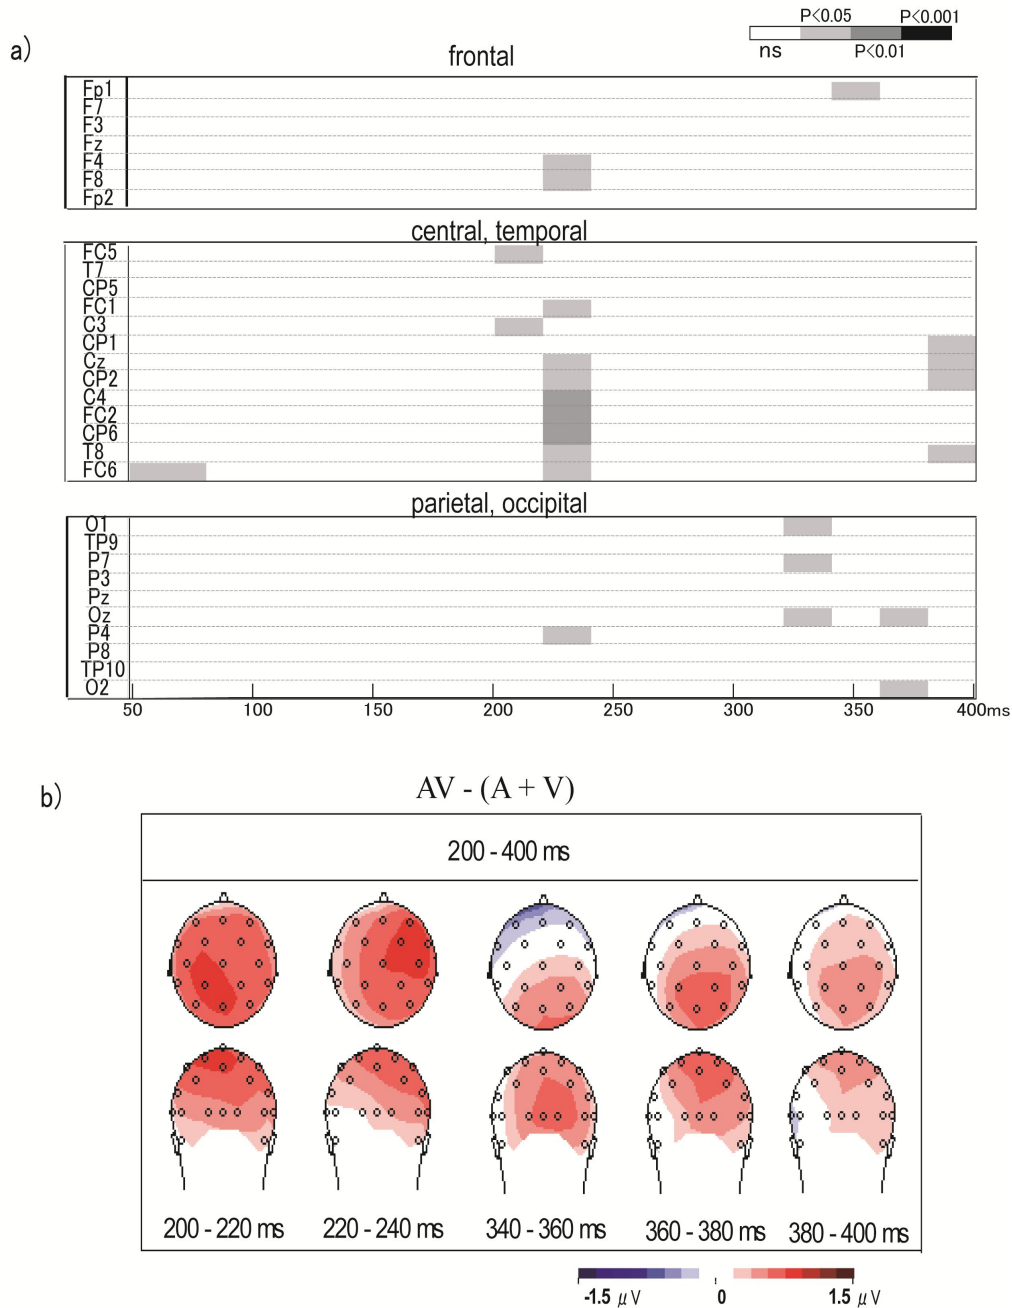 P<0.05 P<0.001
a)
ns P<0.01
frontal
Fp1
F7
F3
Fz
F4
F8
Fp2
central, temporal
FC5
T7
CP5
FC1
C3
CP1
Cz
CP2
C4
FC2
CP6
T8
FC6
parietal, occipital
O1
TP9
P7
P3
Pz
Oz
P4
P8
TP10
O2
50 100 150 200 250 300 350 400ms
b)
AV - (A + V)
200 - 400 ms
200 - 220 ms 220 - 240 ms 340 - 360 ms 360 - 380 ms 380 - 400 ms
-1.5 μV 0 1.5 μV